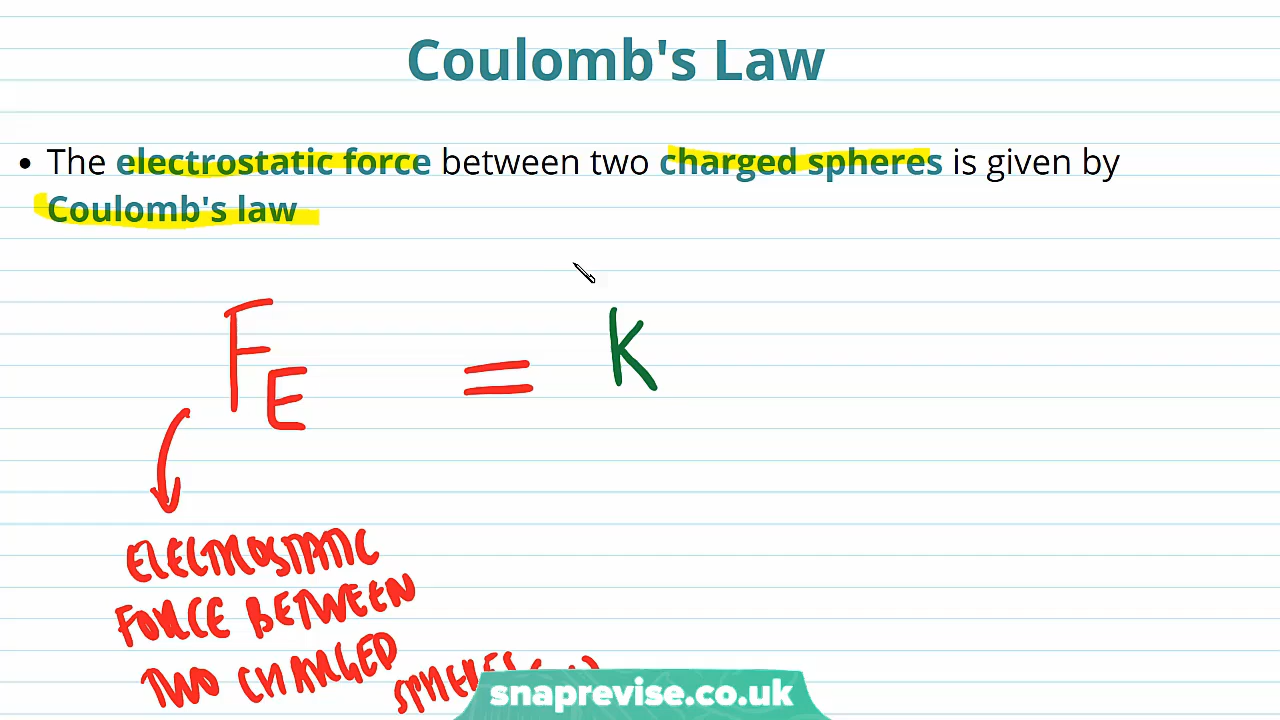 Coulomb's Law
• The electrostatic force between two charged spheres is given by
Coulomb's law
FE = K
ELECTROSTATIC
FORCE BETWEEN
TWO CHARGED
SPHERES
snaprevise.co.uk